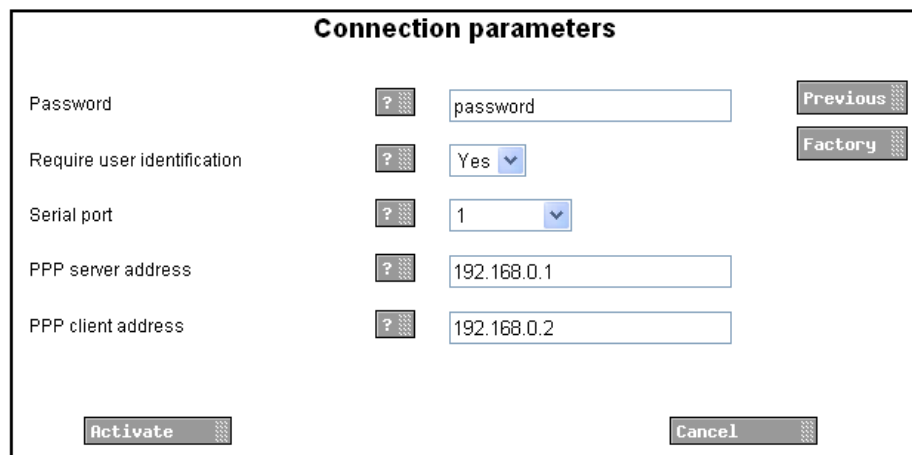 Connection parameters
Password ? password Previous
Factory
Require user identification ? Yes
Serial port ? 1
PPP server address ? 192.168.0.1
PPP client address ? 192.168.0.2
Activate Cancel